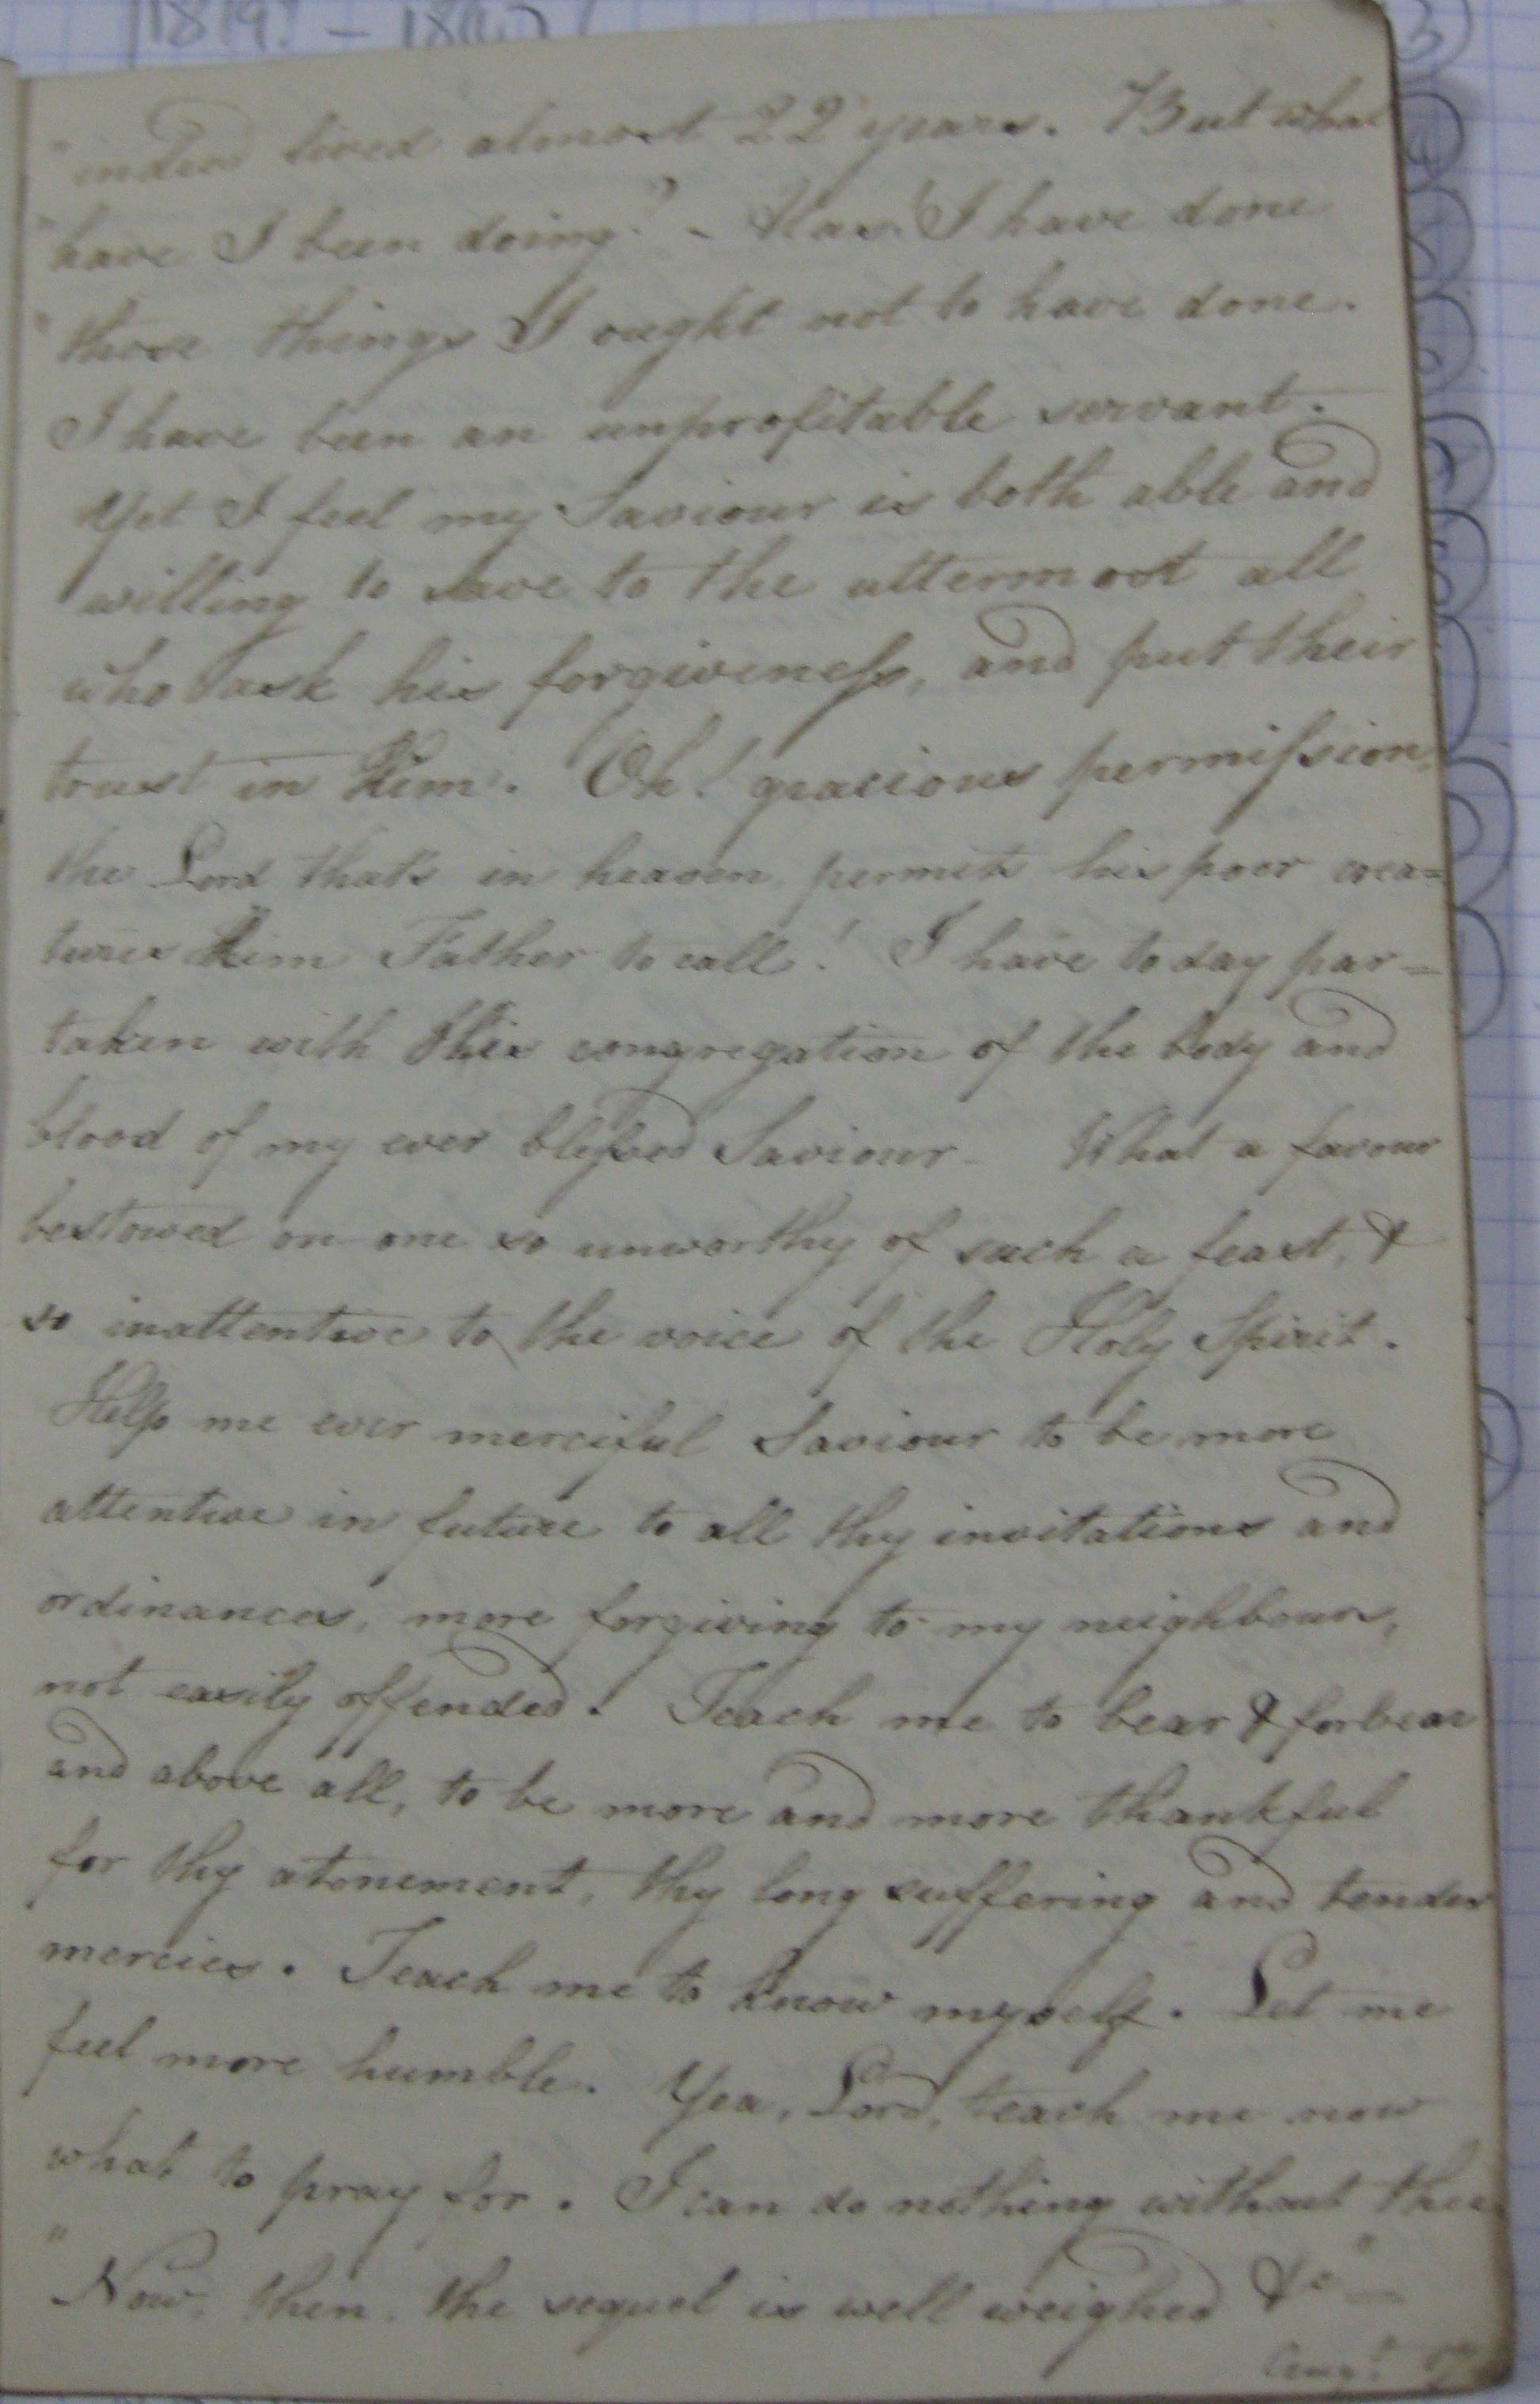 "indeed lived almost 22 years. But what
"have I been doing? - Alas! I have done
"those things I ought not to have done.
I have been an unprofitable servant.
Yet I feel my Saviour is both able and
willing to save to the uttermost all
who ask his forgiveness, and put their
trust in Him. Oh! gracious permission,
the Lord that's in heaven permits his poor crea=
tures Him Father to call! I have to day par=
taken with this congregation of the body and
blood of my ever blessed Saviour - What a favour
bestowed on one so unworthy of such a feast, &
so inattentive to the voice of the Holy Spirit.
Help me ever merciful Saviour to be more
attentive in future to all thy invitations and
ordinances, more forgiving to my neighbours,
not easily offended. Teach me to bear & forbear
and above all, to be more and more thankful
for thy atonement, thy long suffering and tender
mercies. Teach me to know myself. Let me
feel more humble. Yea, Lord, teach me now
what to pray for. I can do nothing without thee.
"Now, then, the sequel is well weighed &c" —
Augt